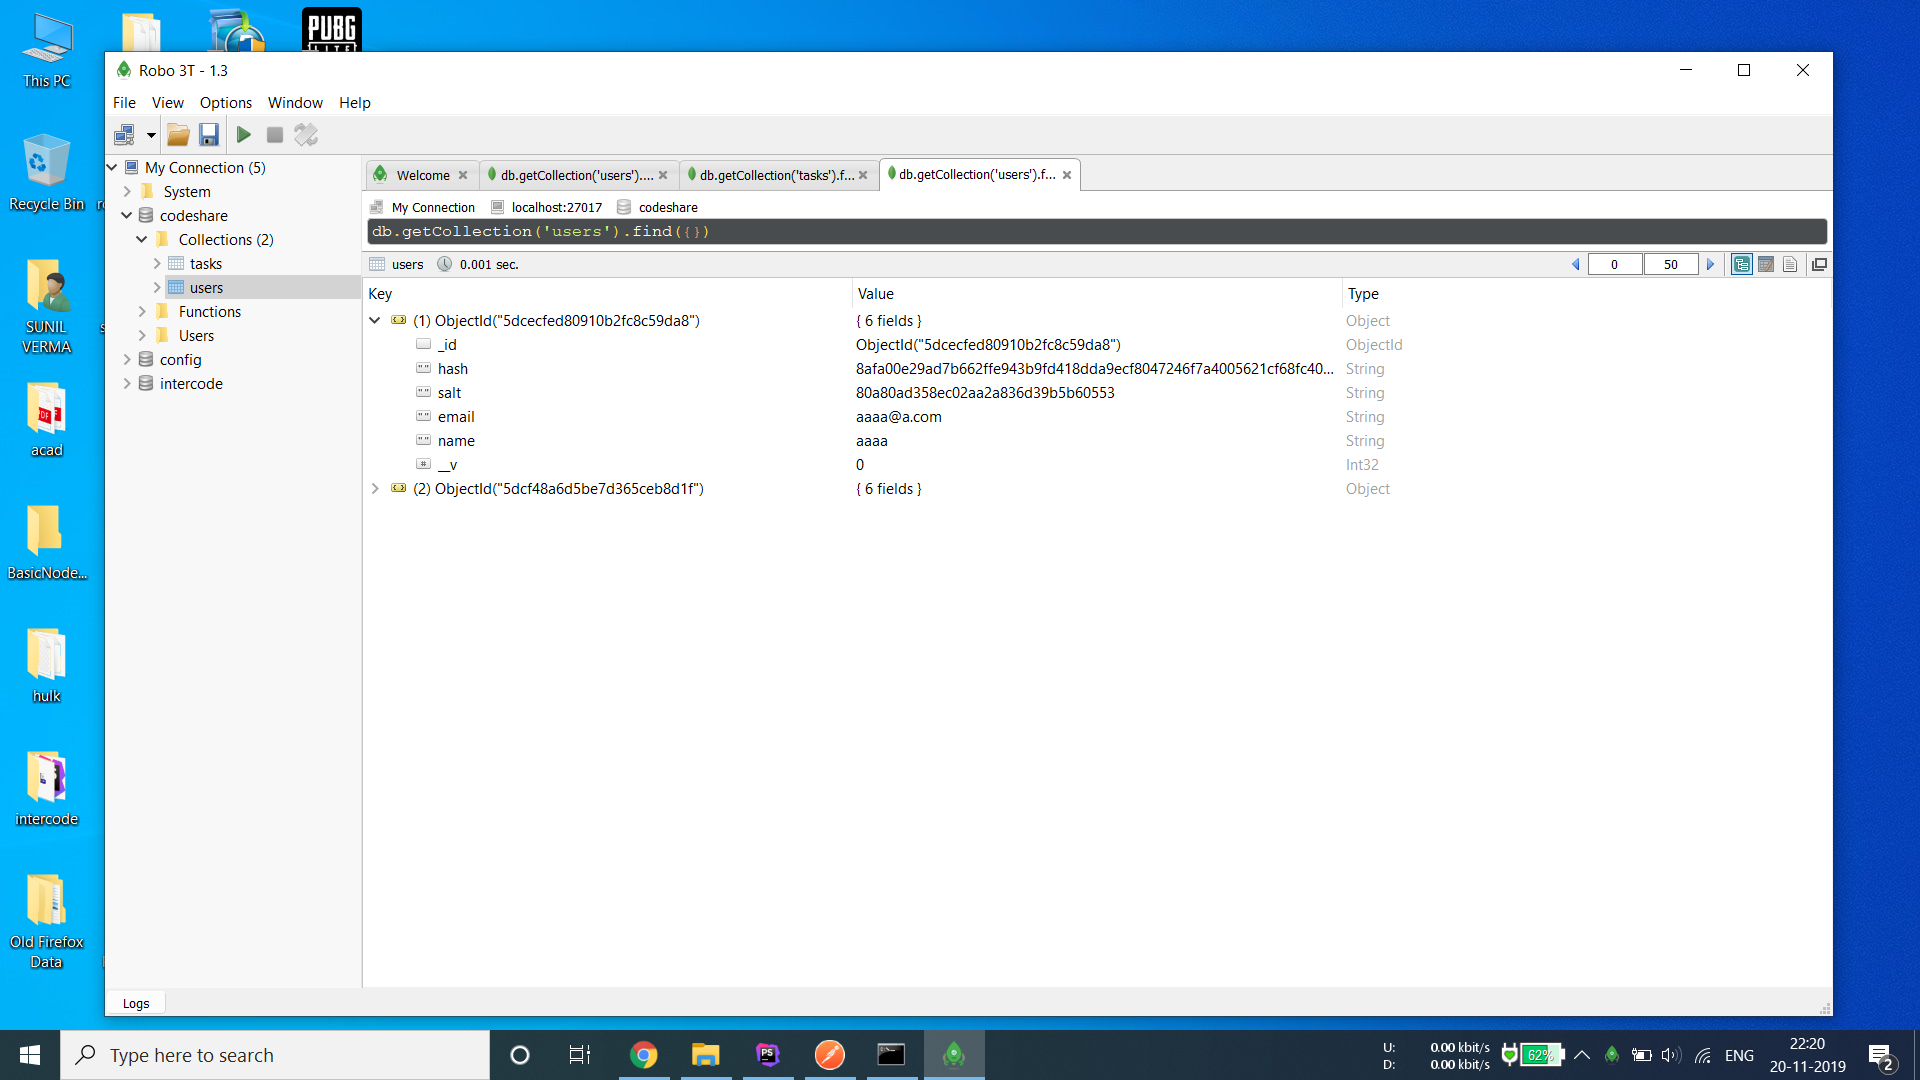 This PC
Recycle Bin
SUNIL
VERMA
acad
BasicNode...
hulk
intercode
Old Firefox
Data
PUBG
LITE
Robo 3T - 1.3
File View Options Window Help
My Connection (5)
System
codeshare
Collections (2)
tasks
users
Functions
Users
config
intercode
Welcome
db.getCollection('users')....
db.getCollection('tasks').f...
db.getCollection('users').f...
My Connection localhost:27017 codeshare
db.getCollection('users').find({})
users 0.001 sec.
0 50
Key Value Type
(1) ObjectId("5dcecfed80910b2fc8c59da8") { 6 fields } Object
_id ObjectId("5dcecfed80910b2fc8c59da8") ObjectId
hash 8afa00e29ad7b662ffe943b9fd418dda9ecf8047246f7a4005621cf68fc40... String
salt 80a80ad358ec02aa2a836d39b5b60553 String
email aaaa@a.com String
name aaaa String
__v 0 Int32
(2) ObjectId("5dcf48a6d5be7d365ceb8d1f") { 6 fields } Object
Logs
Type here to search
PS
U: 0.00 kbit/s
D: 0.00 kbit/s
62%
ENG
22:20
20-11-2019
2